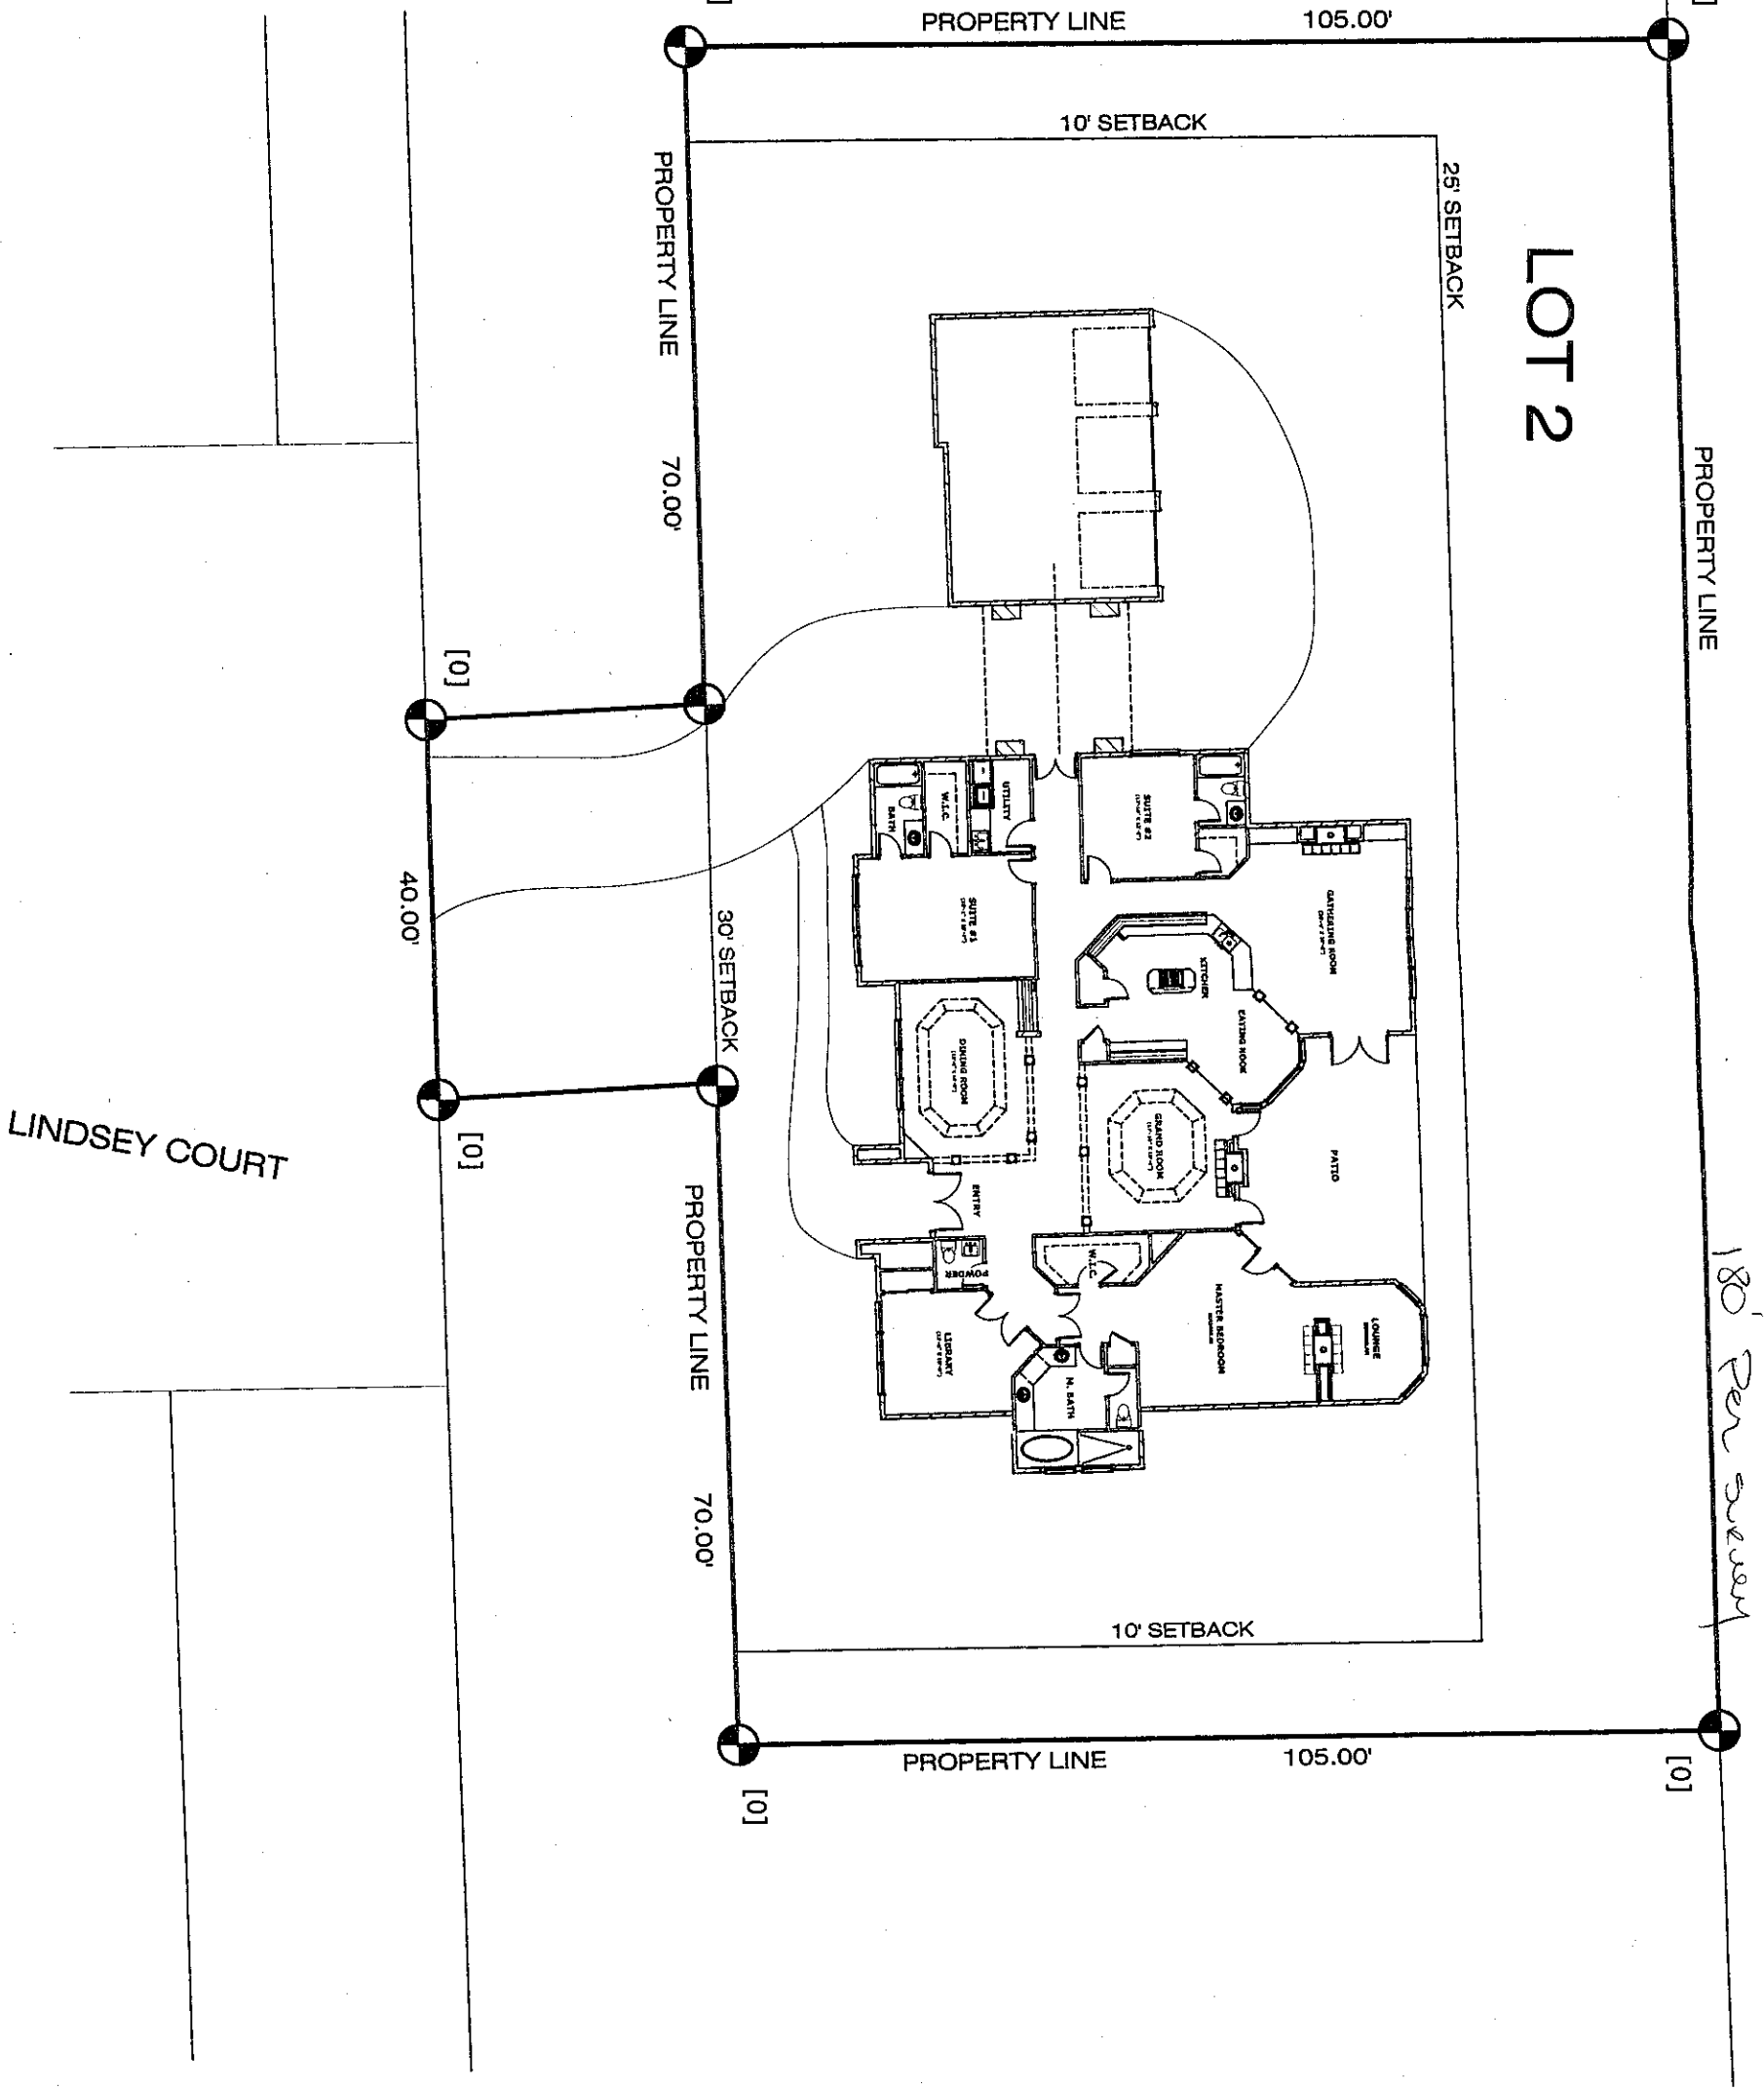 PROPERTY LINE 105.00'
10' SETBACK
25' SETBACK
LOT 2
PROPERTY LINE
180' Per survey
PROPERTY LINE
70.00'
[0]
40.00'
30' SETBACK
[0]
LINDSEY COURT
PROPERTY LINE
70.00'
10' SETBACK
PROPERTY LINE 105.00'
[0]
[0]
UTILITY
W.I.C.
BATH
SUITE #2
SUITE #1
GATHERING ROOM
KITCHEN
EATING NOOK
DINING ROOM
GRAND ROOM
PATIO
ENTRY
POWDER
W.I.C.
LIBRARY
M. BATH
MASTER BEDROOM
LOUNGE